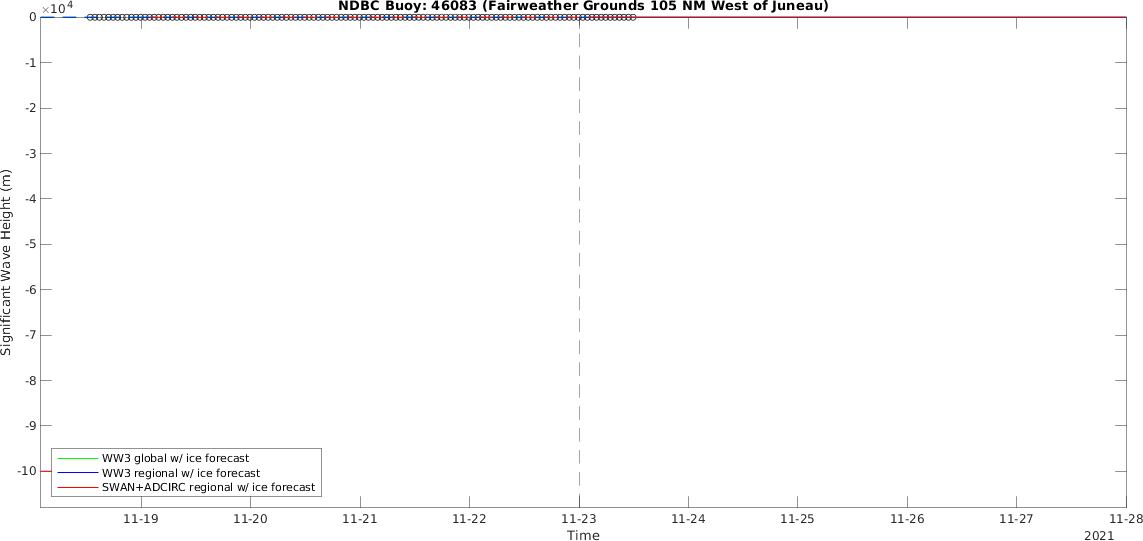 NDBC Buoy: 46083 (Fairweather Grounds 105 NM West of Juneau)
×10^4
0
-1
-2
-3
-4
-5
-6
-7
-8
-9
-10
Significant Wave Height (m)
WW3 global w/ ice forecast
WW3 regional w/ ice forecast
SWAN+ADCIRC regional w/ ice forecast
11-19 11-20 11-21 11-22 11-23 11-24 11-25 11-26 11-27 11-28
Time
2021